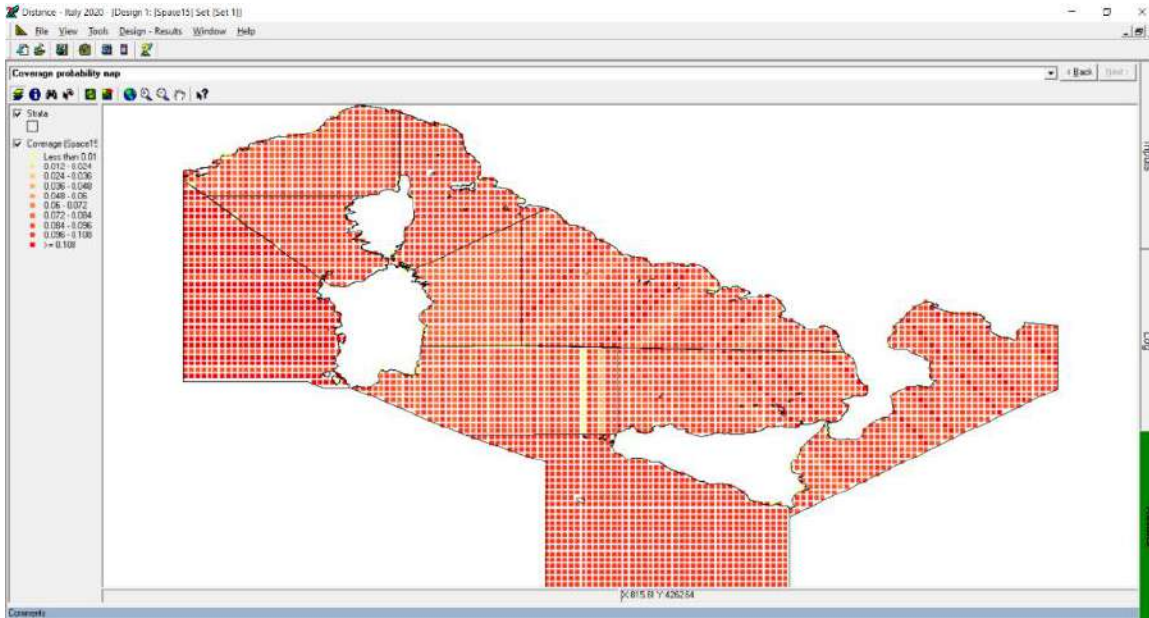 Distance - Italy 2020 - [Design 1: [Space15] Set [Set 1]]
File View Tools Design - Results Window Help
Coverage probability map
< Back Next >
Strata
Coverage (Space15
Less than 0.01
0.012 - 0.024
0.024 - 0.036
0.036 - 0.048
0.048 - 0.06
0.06 - 0.072
0.072 - 0.084
0.084 - 0.096
0.096 - 0.108
>= 0.108
Inputs
Log
Comments